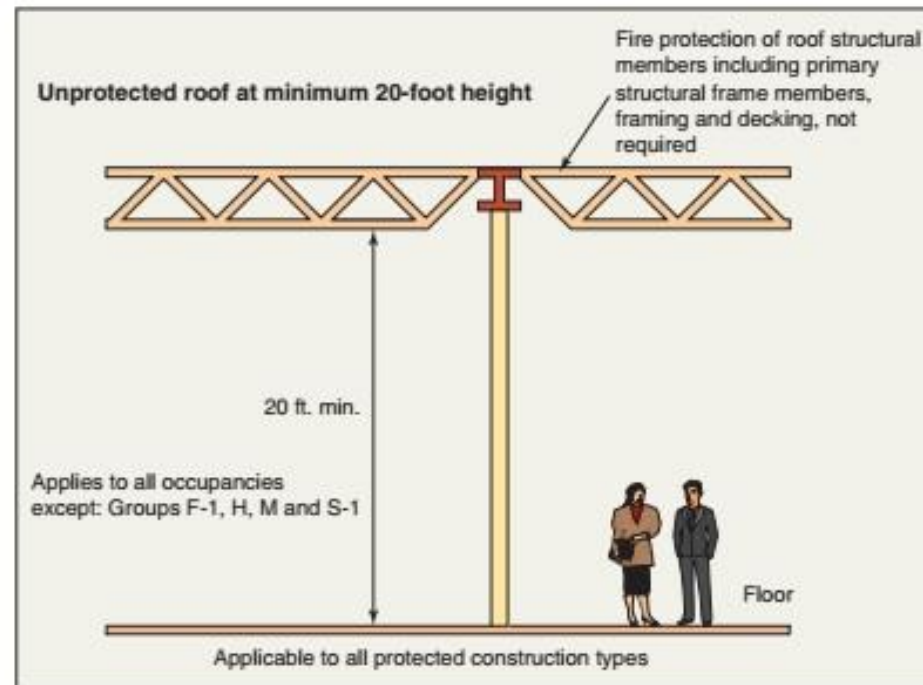 Fire protection of roof structural
members including primary
structural frame members,
framing and decking, not
required
Unprotected roof at minimum 20-foot height
20 ft. min.
Applies to all occupancies
except: Groups F-1, H, M and S-1
Floor
Applicable to all protected construction types